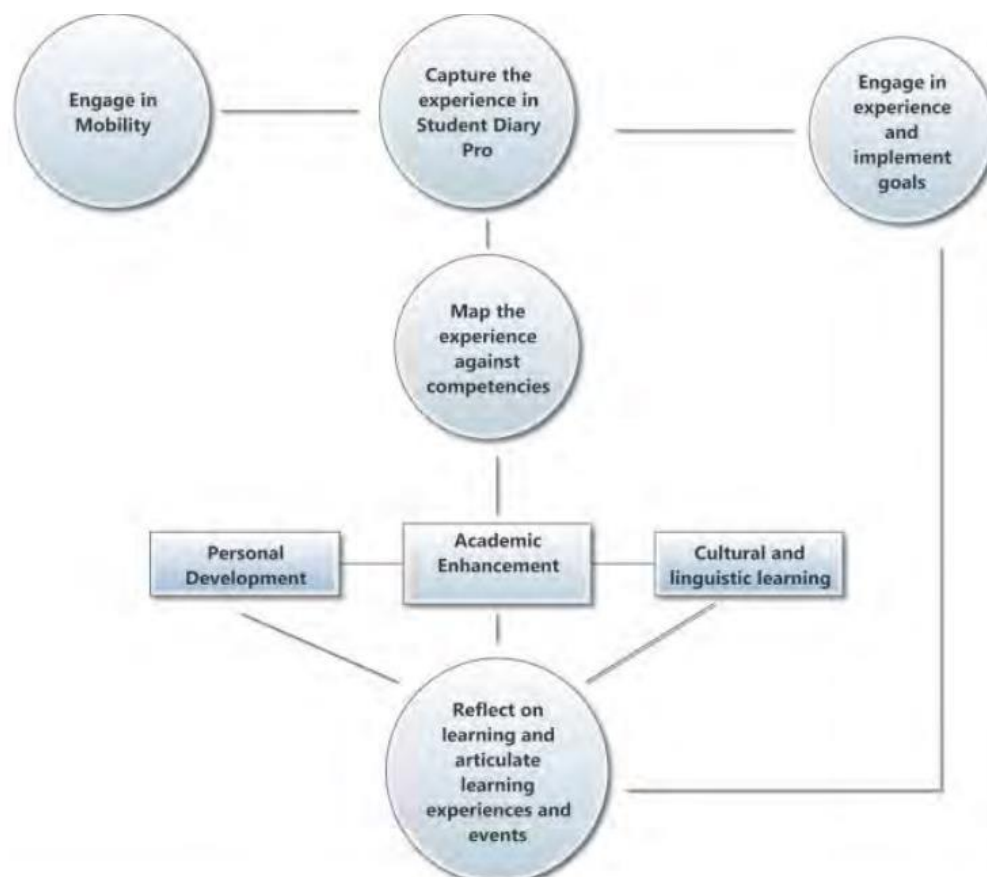 Engage in
Mobility
Capture the
experience in
Student Diary
Pro
Engage in
experience
and
implement
goals
Map the
experience
against
competencies
Personal
Development
Academic
Enhancement
Cultural and
linguistic learning
Reflect on
learning and
articulate
learning
experiences and
events